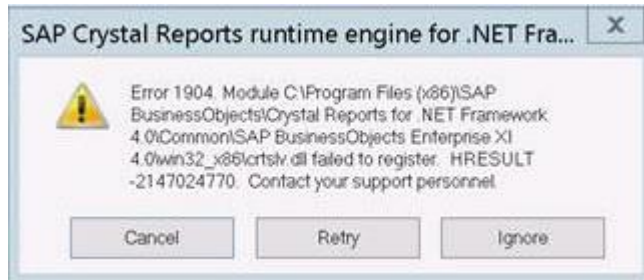 SAP Crystal Reports runtime engine for .NET Fra...
Error 1904. Module C:\Program Files (x86)\SAP
BusinessObjects\Crystal Reports for .NET Framework
4.0\Common\SAP BusinessObjects Enterprise XI
4.0\win32_x86\crtslv.dll failed to register. HRESULT
-2147024770. Contact your support personnel.
Cancel
Retry
Ignore